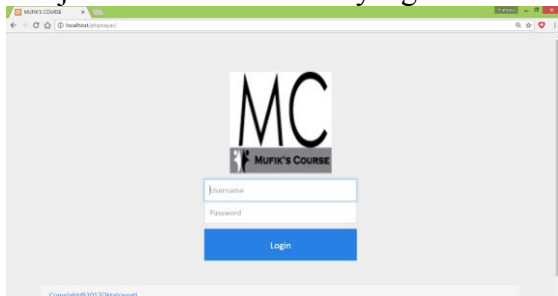 MUFIK'S COURSE
localhost/phpbayar/
MC
MUFIK'S COURSE
Username
Password
Login